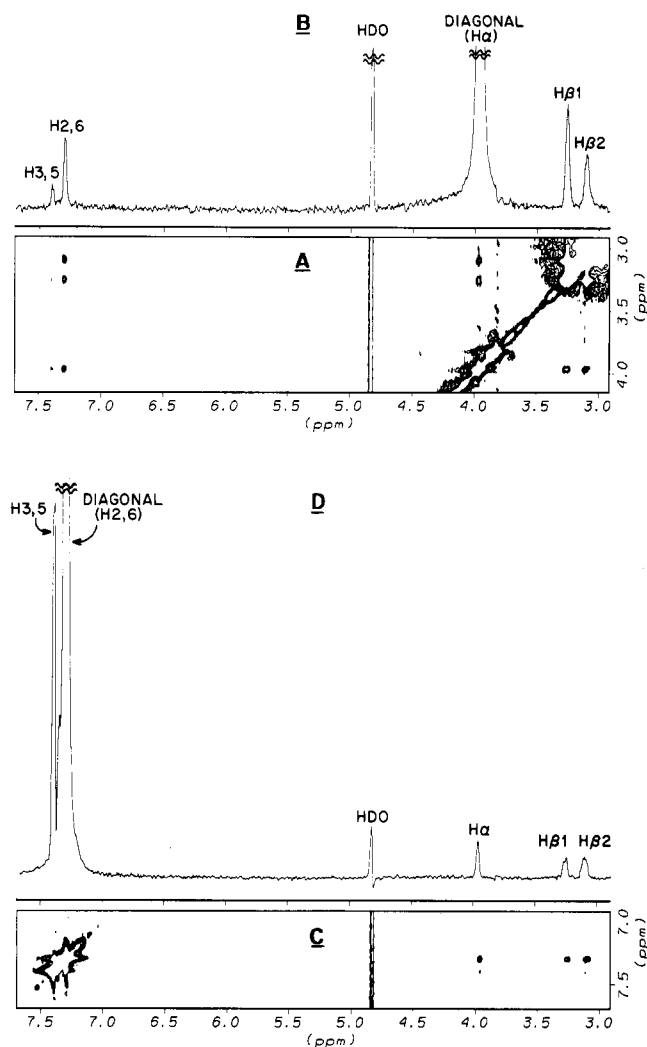 B
HDO
DIAGONAL
(Hα)
Hβ1
Hβ2
H2,6
H3,5
A
3.0
3.5
4.0
(ppm)
7.5 7.0 6.5 6.0 5.5 5.0 4.5 4.0 3.5 3.0
(ppm)
D
H3,5
DIAGONAL
(H2,6)
HDO
Hα
Hβ1 Hβ2
C
7.0
7.5
(ppm)
7.5 7.0 6.5 6.0 5.5 5.0 4.5 4.0 3.5 3.0
(ppm)